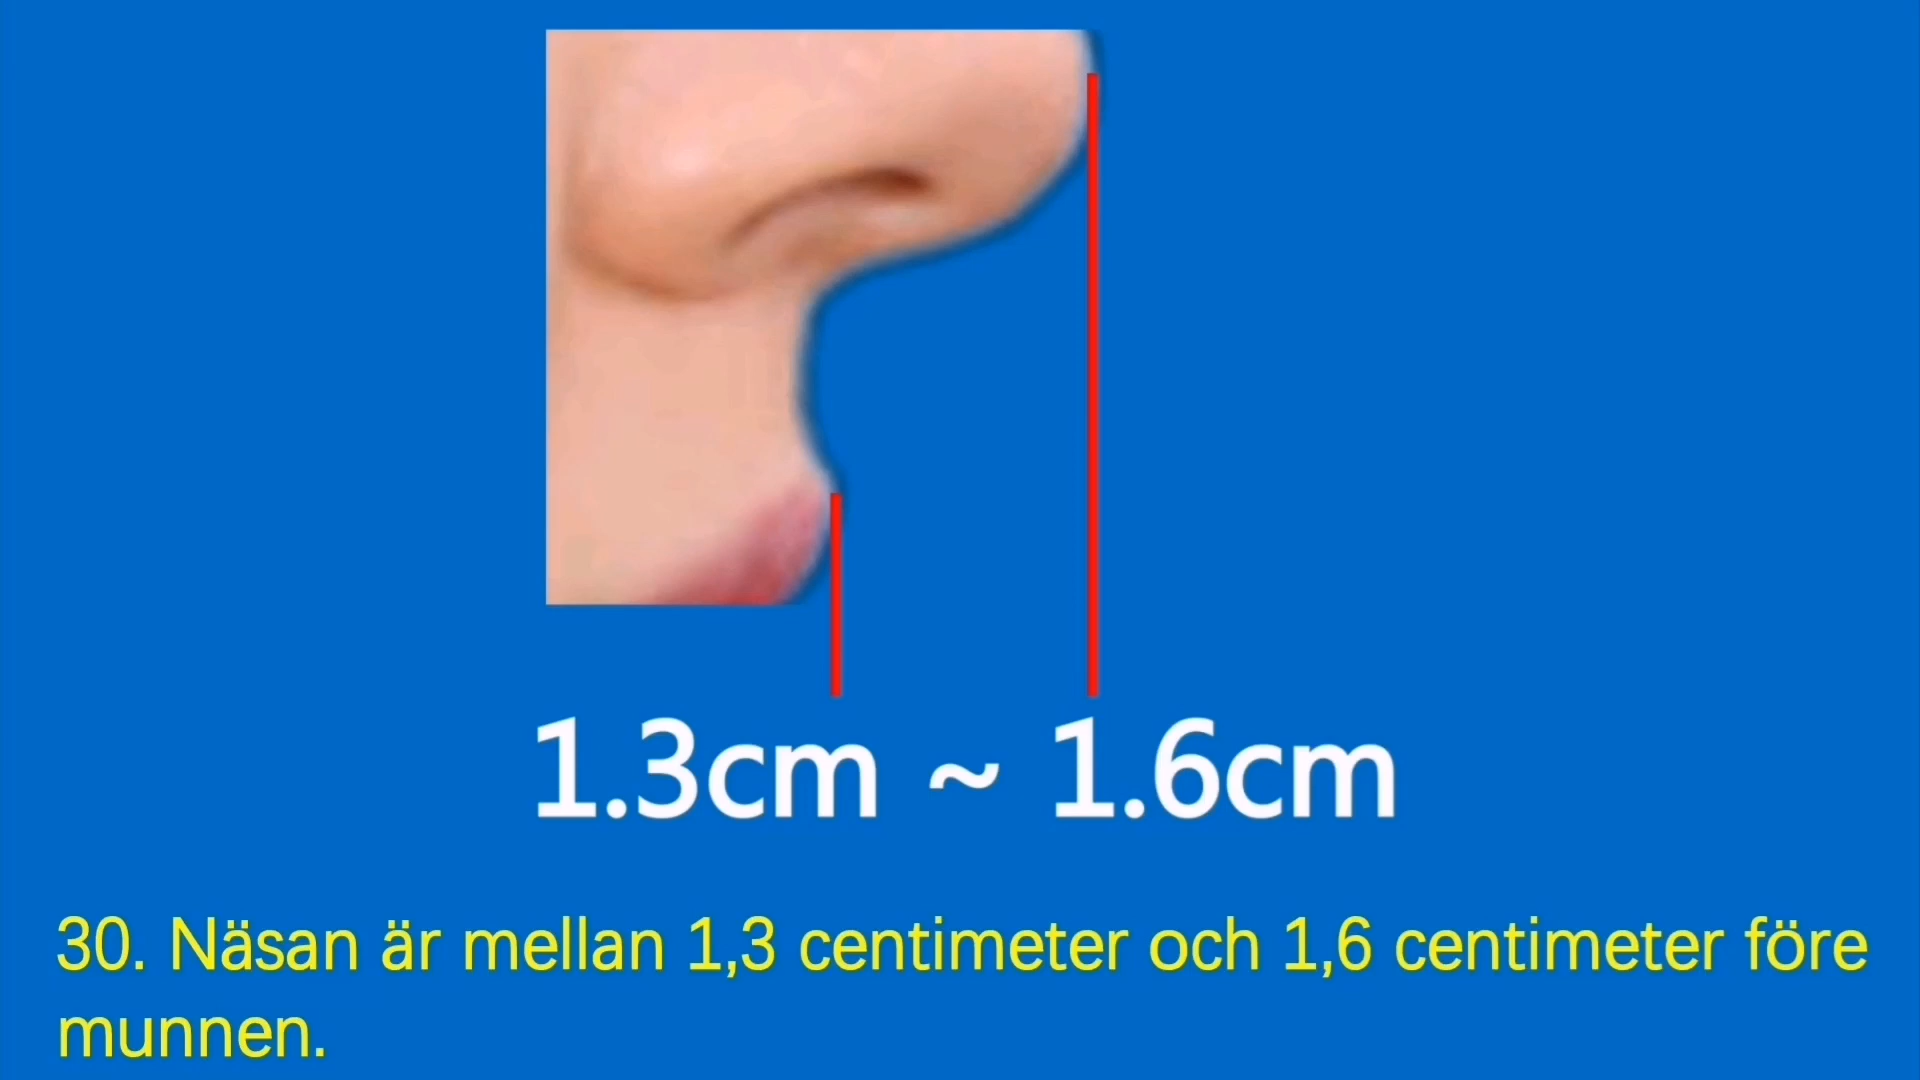 1.3cm ~ 1.6cm
30. Näsan är mellan 1,3 centimeter och 1,6 centimeter före
munnen.